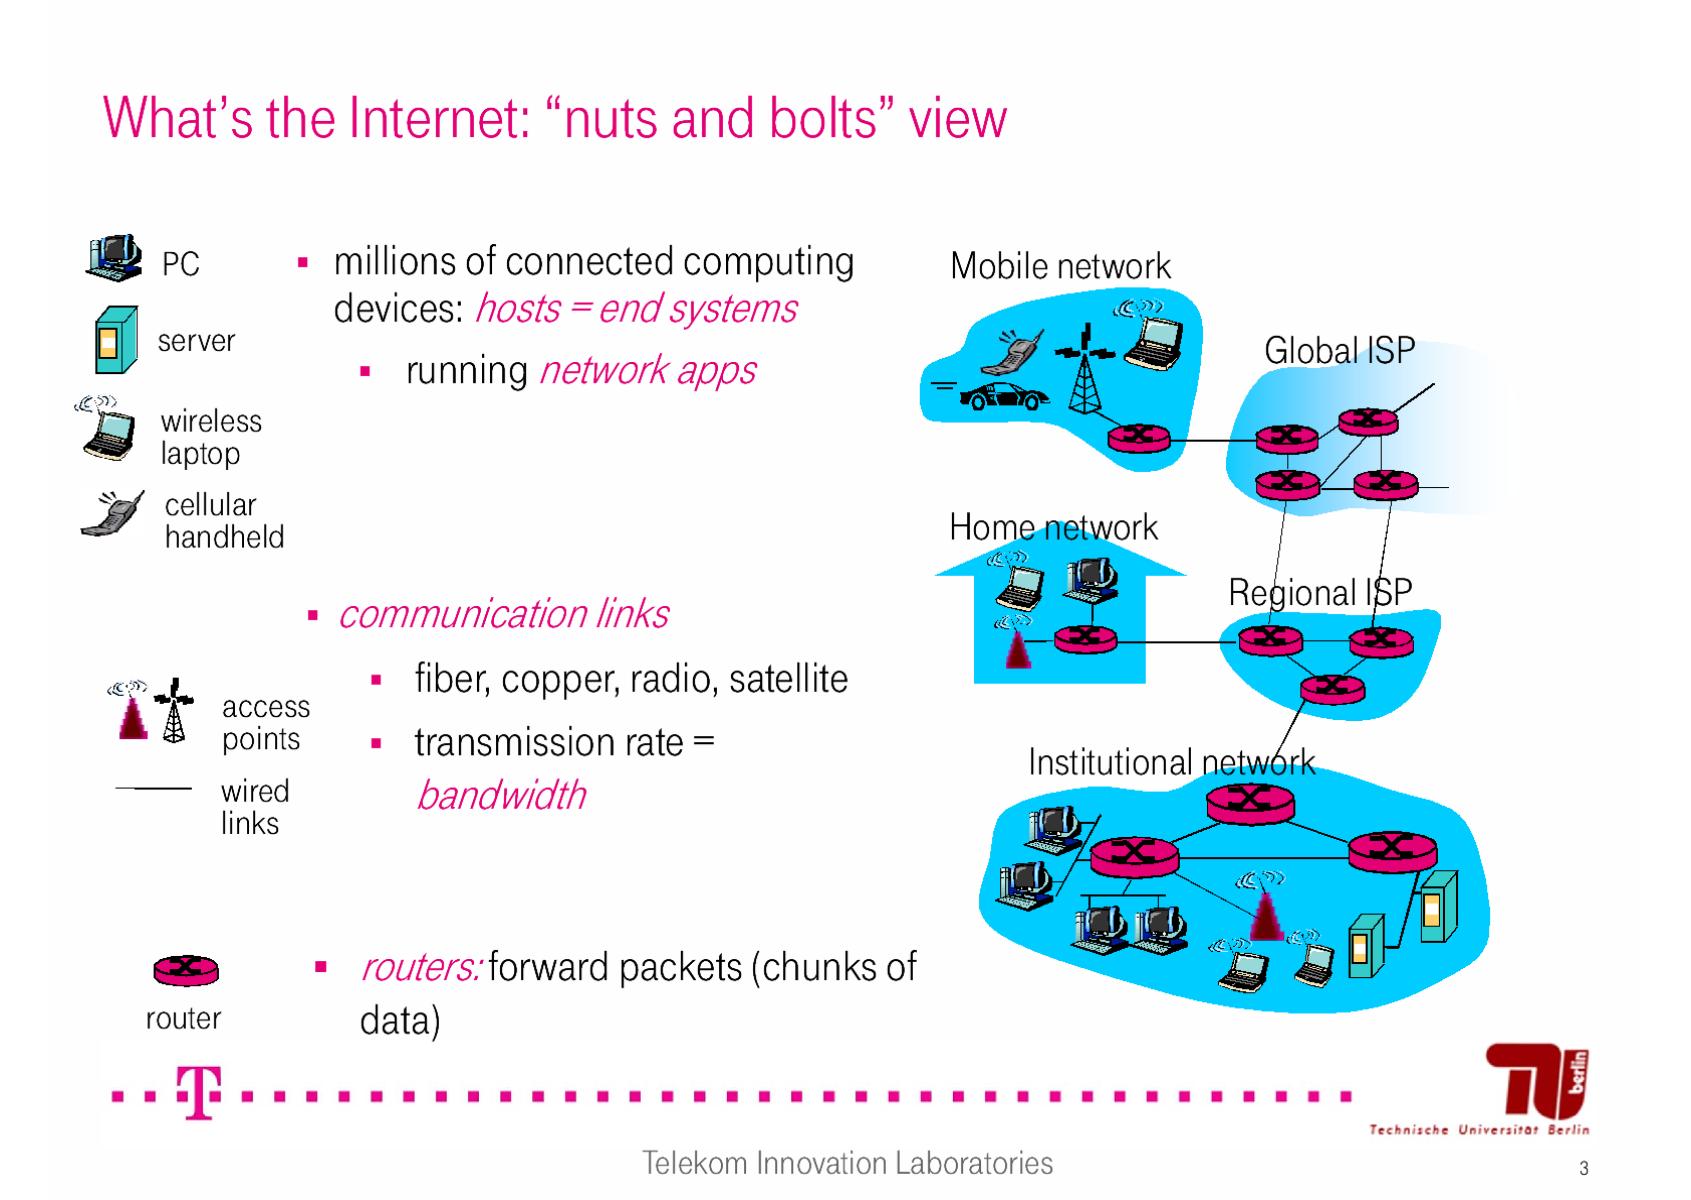 What's the Internet: “nuts and bolts” view
PC
server
wireless
laptop
cellular
handheld
▪ millions of connected computing
devices: hosts = end systems
▪ running network apps
▪ communication links
▪ fiber, copper, radio, satellite
▪ transmission rate =
bandwidth
access
points
wired
links
router
▪ routers: forward packets (chunks of
data)
Mobile network
Global ISP
Home network
Regional ISP
Institutional network
T
berlin
Technische Universität Berlin
Telekom Innovation Laboratories
3